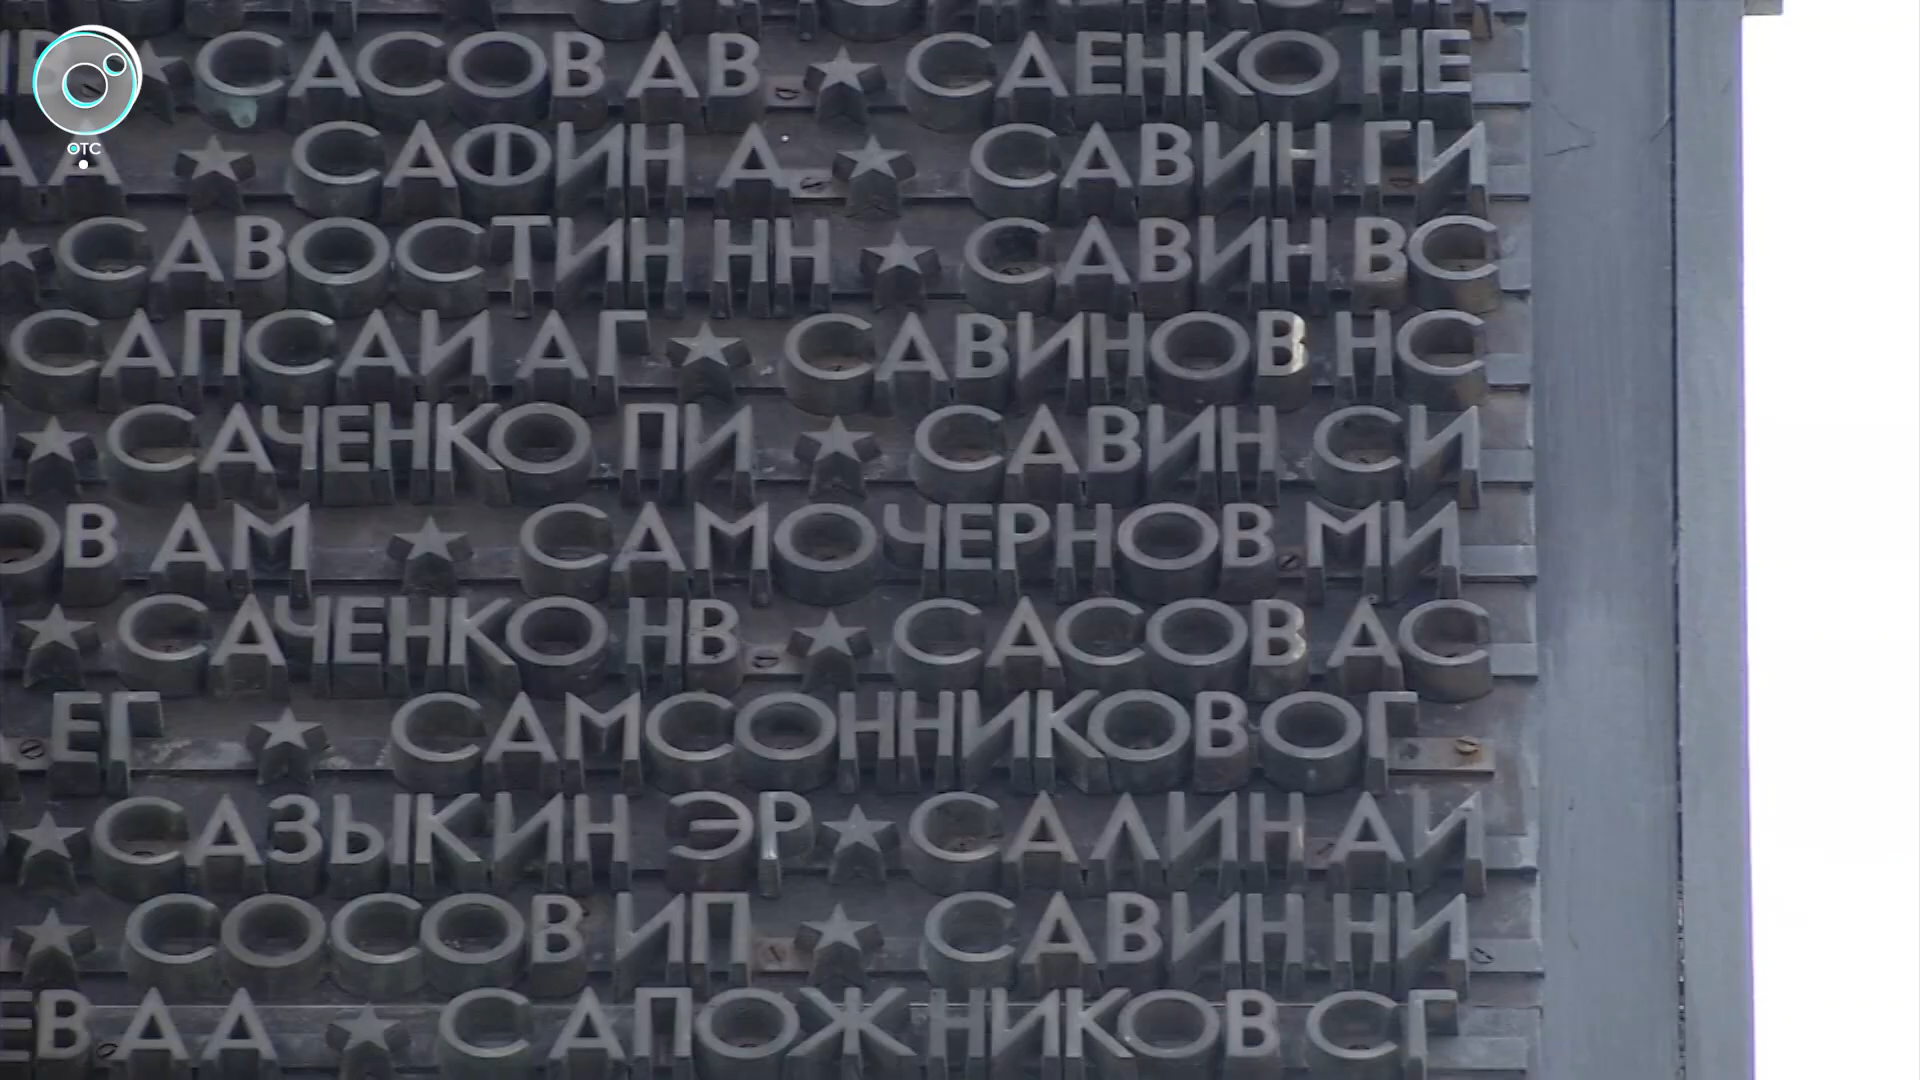 САСОВ АВ ★ САЕНКО НЕ
ОТС
АА ★ САФИН А ★ САВИН ГИ
★ САВОСТИН НН ★ САВИН ВС
САПСАЙ АГ ★ САВИНОВ НС
★ САЧЕНКО ПИ ★ САВИН СИ
ОВ АМ ★ САМОЧЕРНОВ МИ
★ САЧЕНКО НВ ★ САСОВ АС
ЕГ ★ САМСОННИКОВ ОГ
★ САЗЫКИН ЭР ★ САЛИН АИ
★ СОСОВ ИП ★ САВИН НИ
ЕВ АА ★ САПОЖНИКОВ СГ